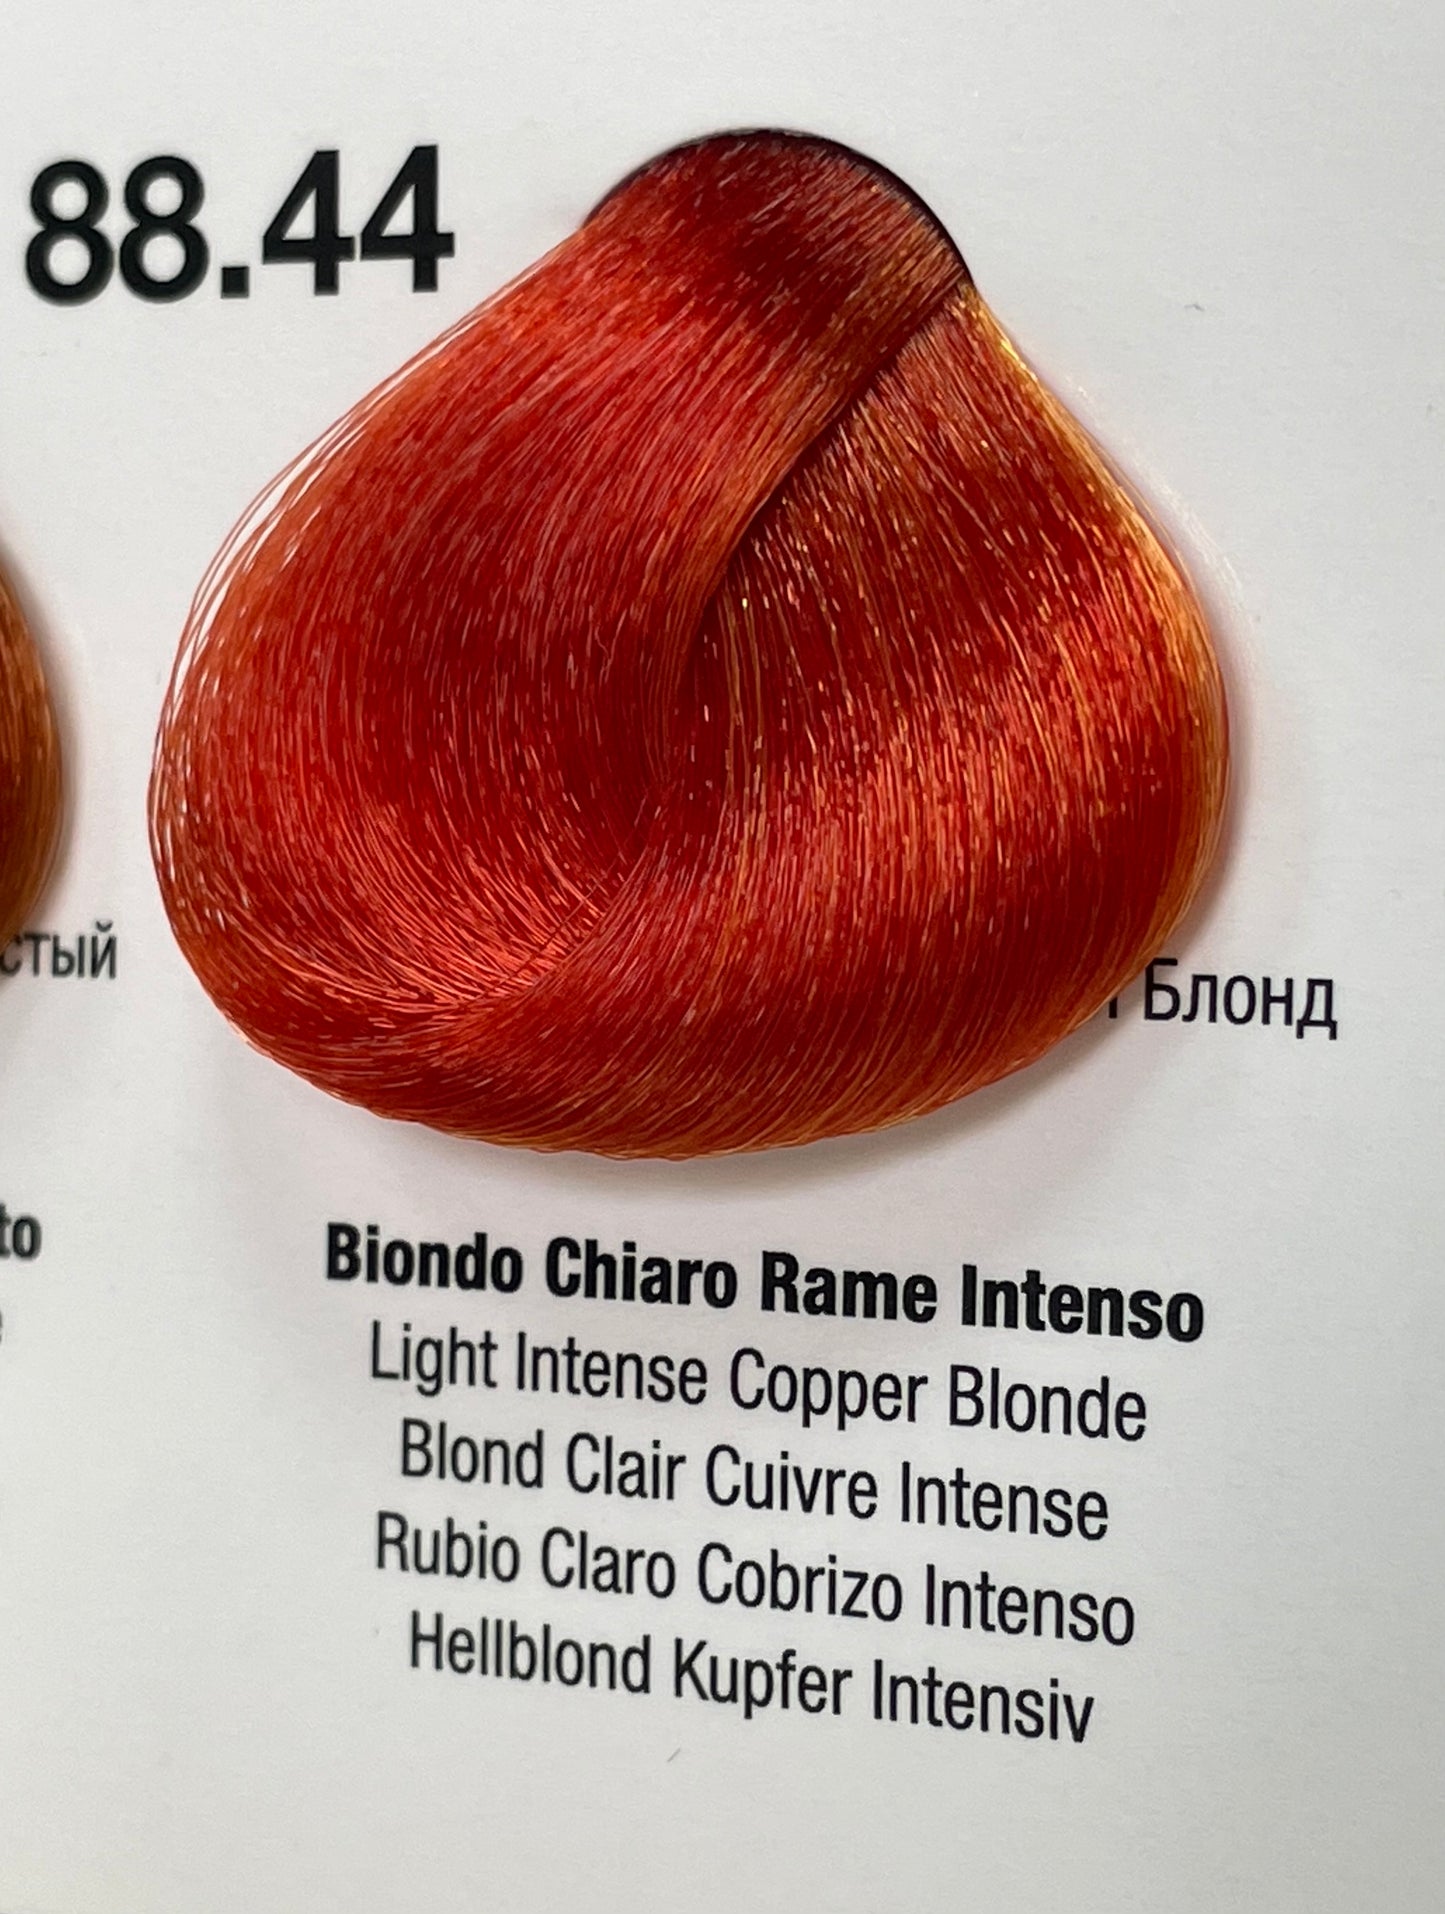 88.44
стый
Блонд
to
Biondo Chiaro Rame Intenso
Light Intense Copper Blonde
Blond Clair Cuivre Intense
Rubio Claro Cobrizo Intenso
Hellblond Kupfer Intensiv